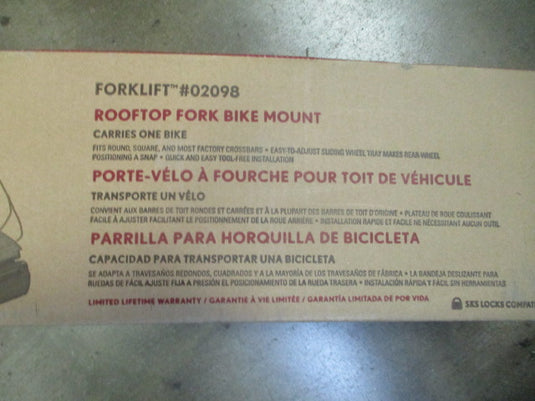 FORKLIFT™ #02098
ROOFTOP FORK BIKE MOUNT
CARRIES ONE BIKE
FITS ROUND, SQUARE, AND MOST FACTORY CROSSBARS • EASY-TO-ADJUST SLIDING WHEEL TRAY MAKES REAR WHEEL
POSITIONING A SNAP • QUICK AND EASY TOOL-FREE INSTALLATION
PORTE-VÉLO À FOURCHE POUR TOIT DE VÉHICULE
TRANSPORTE UN VÉLO
CONVIENT AUX BARRES DE TOIT RONDES ET CARRÉES ET À LA PLUPART DES BARRES DE TOIT D'ORIGINE • PLATEAU DE ROUE COULISSANT
FACILE À AJUSTER FACILITANT LE POSITIONNEMENT DE LA ROUE ARRIÈRE • INSTALLATION RAPIDE ET FACILE NE NÉCESSITANT AUCUN OUTIL
PARRILLA PARA HORQUILLA DE BICICLETA
CAPACIDAD PARA TRANSPORTAR UNA BICICLETA
SE ADAPTA A TRAVESAÑOS REDONDOS, CUADRADOS Y A LA MAYORÍA DE LOS TRAVESAÑOS DE FÁBRICA • LA BANDEJA DESLIZANTE PARA
RUEDAS DE FÁCIL AJUSTE FIJA A PRESIÓN EL POSICIONAMIENTO DE LA RUEDA TRASERA • INSTALACIÓN RÁPIDA Y FÁCIL SIN HERRAMIENTAS
LIMITED LIFETIME WARRANTY / GARANTIE À VIE LIMITÉE / GARANTÍA LIMITADA DE POR VIDA
SKS LOCKS COMPAT